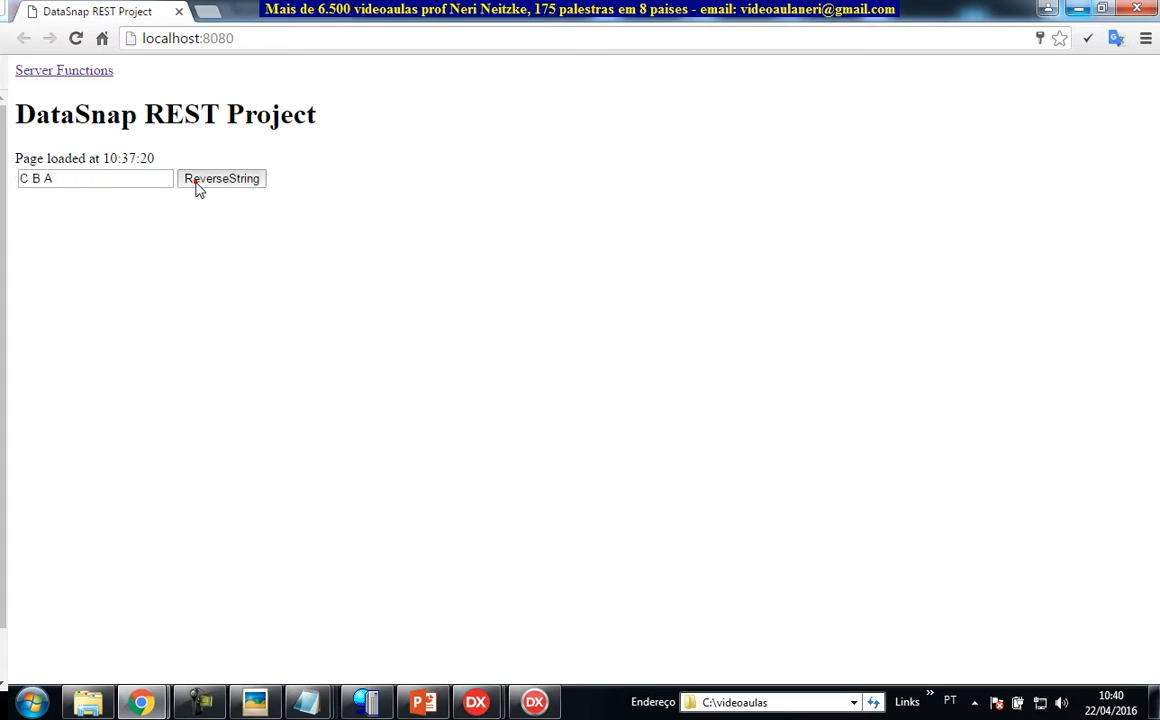 DataSnap REST Project
Mais de 6.500 videoaulas prof Neri Neitzke, 175 palestras em 8 paises - email: videoaulaneri@gmail.com
localhost:8080
Server Functions
DataSnap REST Project
Page loaded at 10:37:20
C B A
ReverseString
DX
DX
Endereço
C:\videoaulas
Links
»
PT
10:40
22/04/2016